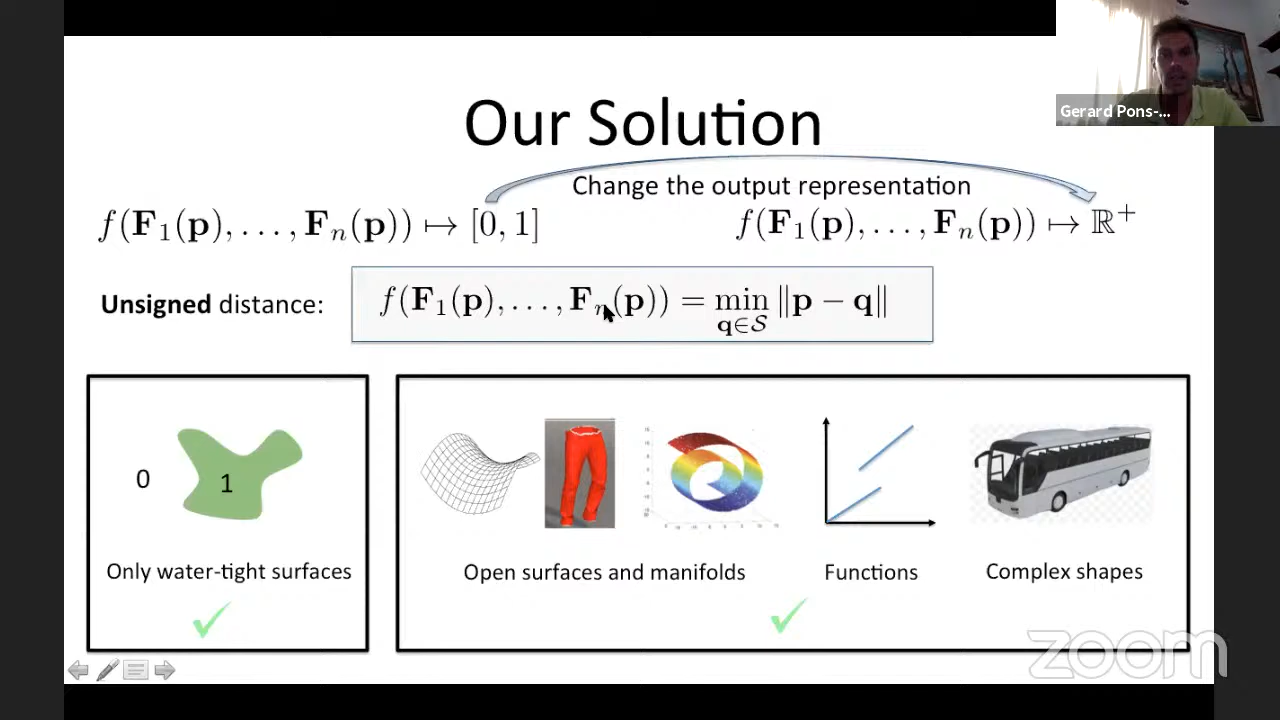 Gerard Pons-...
Our Solution
Change the output representation
f(F₁(p), . . . , Fₙ(p)) ↦ [0, 1]
f(F₁(p), . . . , Fₙ(p)) ↦ ℝ⁺
Unsigned distance:
f(F₁(p), . . . , Fₙ(p)) = min ‖p − q‖
q∈𝒮
0
1
Only water-tight surfaces
Open surfaces and manifolds
Functions
Complex shapes
zoom